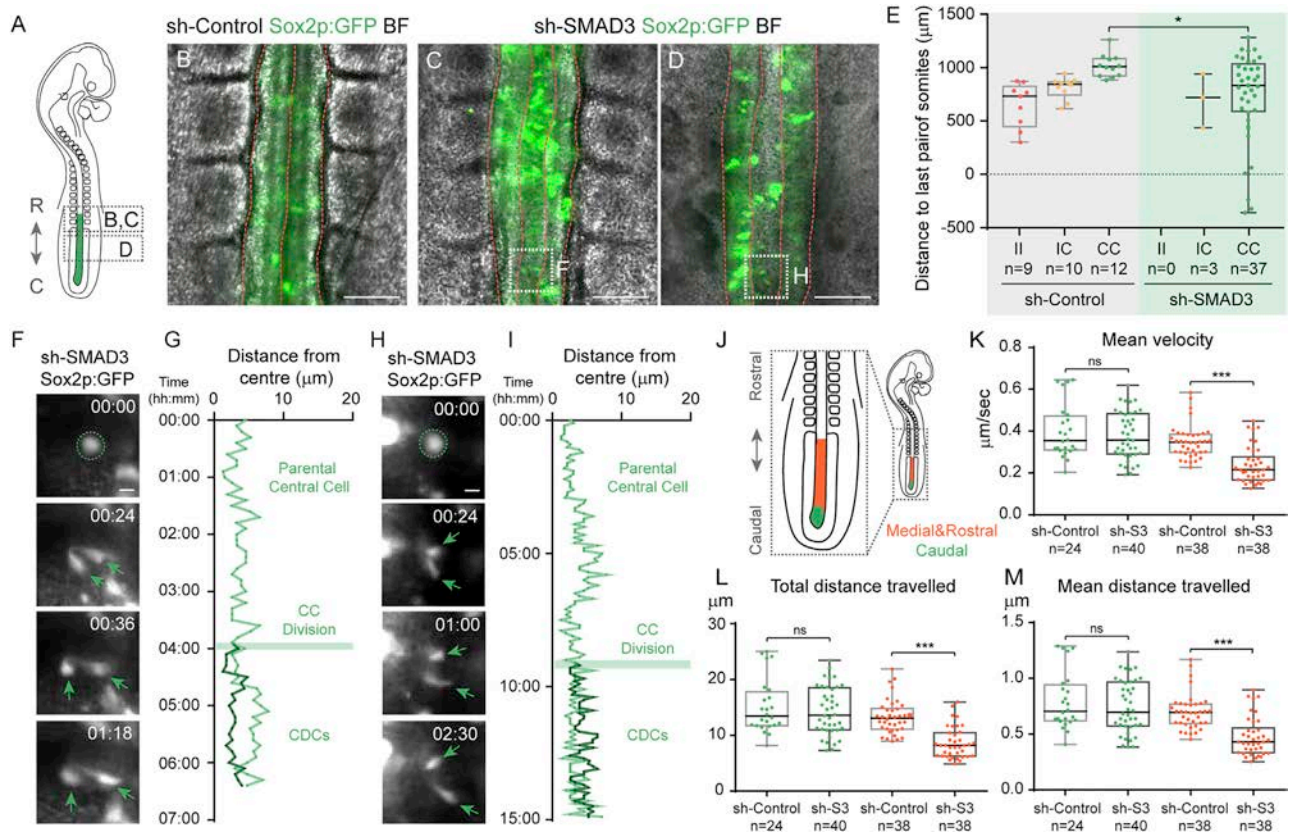 A
sh-Control Sox2p:GFP BF
sh-SMAD3 Sox2p:GFP BF
B
C
D
F
H
R
C
B,C
D
E
Distance to last pairof somites (μm)
1500
1000
500
0
-500
*
II
IC
CC
II
IC
CC
n=9
n=10
n=12
n=0
n=3
n=37
sh-Control
sh-SMAD3
F
sh-SMAD3
Sox2p:GFP
00:00
00:24
00:36
01:18
G
Distance from
centre (μm)
Time
(hh:mm)
0
10
20
00:00
01:00
02:00
03:00
04:00
05:00
06:00
07:00
Parental
Central Cell
CC
Division
CDCs
H
sh-SMAD3
Sox2p:GFP
00:00
00:24
01:00
02:30
I
Distance from
centre (μm)
Time
(hh:mm)
0
10
20
00:00
05:00
10:00
15:00
Parental
Central Cell
CC
Division
CDCs
J
Rostral
Caudal
Medial&Rostral
Caudal
K
Mean velocity
μm/sec
0.8
0.6
0.4
0.2
0.0
ns
***
sh-Control
sh-S3
sh-Control
sh-S3
n=24
n=40
n=38
n=38
L
Total distance travelled
μm
30
20
10
0
ns
***
sh-Control
sh-S3
sh-Control
sh-S3
n=24
n=40
n=38
n=38
M
Mean distance travelled
μm
1.5
1.0
0.5
0.0
ns
***
sh-Control
sh-S3
sh-Control
sh-S3
n=24
n=40
n=38
n=38